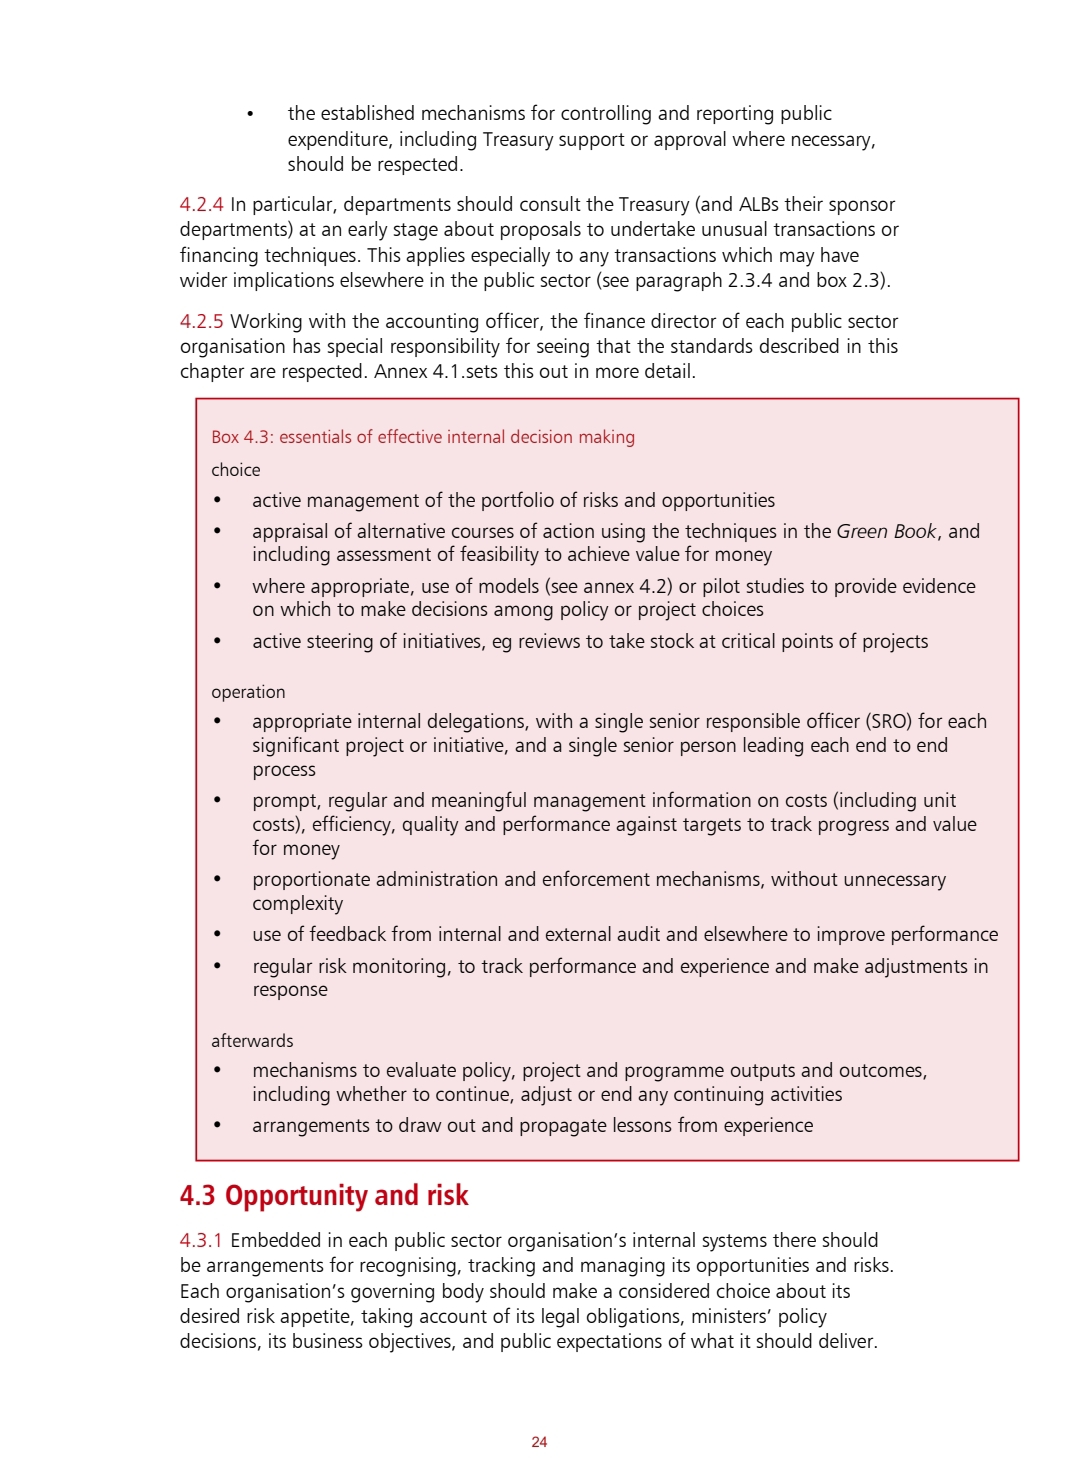 • the established mechanisms for controlling and reporting public
expenditure, including Treasury support or approval where necessary,
should be respected.
4.2.4 In particular, departments should consult the Treasury (and ALBs their sponsor
departments) at an early stage about proposals to undertake unusual transactions or
financing techniques. This applies especially to any transactions which may have
wider implications elsewhere in the public sector (see paragraph 2.3.4 and box 2.3).
4.2.5 Working with the accounting officer, the finance director of each public sector
organisation has special responsibility for seeing that the standards described in this
chapter are respected. Annex 4.1.sets this out in more detail.
Box 4.3: essentials of effective internal decision making
choice
• active management of the portfolio of risks and opportunities
• appraisal of alternative courses of action using the techniques in the Green Book, and
including assessment of feasibility to achieve value for money
• where appropriate, use of models (see annex 4.2) or pilot studies to provide evidence
on which to make decisions among policy or project choices
• active steering of initiatives, eg reviews to take stock at critical points of projects
operation
• appropriate internal delegations, with a single senior responsible officer (SRO) for each
significant project or initiative, and a single senior person leading each end to end
process
• prompt, regular and meaningful management information on costs (including unit
costs), efficiency, quality and performance against targets to track progress and value
for money
• proportionate administration and enforcement mechanisms, without unnecessary
complexity
• use of feedback from internal and external audit and elsewhere to improve performance
• regular risk monitoring, to track performance and experience and make adjustments in
response
afterwards
• mechanisms to evaluate policy, project and programme outputs and outcomes,
including whether to continue, adjust or end any continuing activities
• arrangements to draw out and propagate lessons from experience
4.3 Opportunity and risk
4.3.1 Embedded in each public sector organisation’s internal systems there should
be arrangements for recognising, tracking and managing its opportunities and risks.
Each organisation’s governing body should make a considered choice about its
desired risk appetite, taking account of its legal obligations, ministers’ policy
decisions, its business objectives, and public expectations of what it should deliver.
24